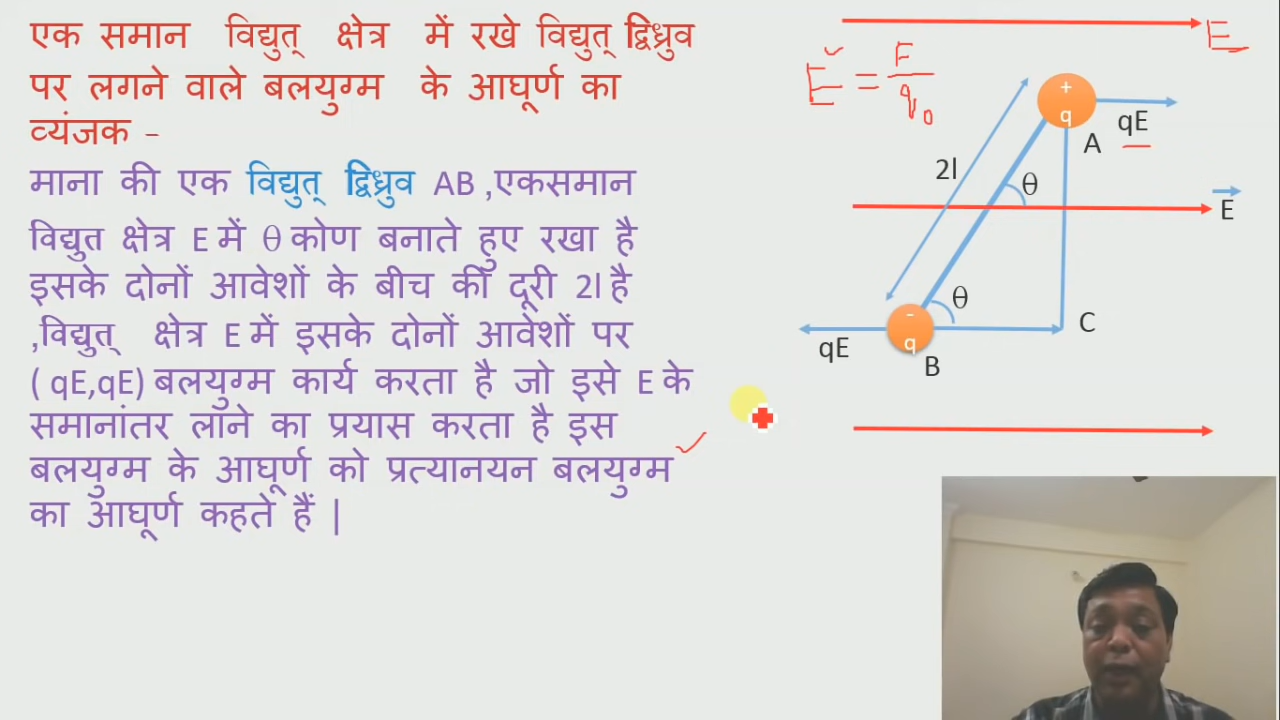 एक समान विद्युत् क्षेत्र में रखे विद्युत् द्विध्रुव
पर लगने वाले बलयुग्म के आघूर्ण का
व्यंजक -
माना की एक विद्युत् द्विध्रुव AB ,एकसमान
विद्युत क्षेत्र E में θ कोण बनाते हुए रखा है
इसके दोनों आवेशों के बीच की दूरी 2l है
,विद्युत् क्षेत्र E में इसके दोनों आवेशों पर
( qE,qE) बलयुग्म कार्य करता है जो इसे E के
समानांतर लाने का प्रयास करता है इस
बलयुग्म के आघूर्ण को प्रत्यानयन बलयुग्म
का आघूर्ण कहते हैं |
E
E = F / q₀
+
q
qE
A
2l
θ
E
θ
C
-
q
qE
B